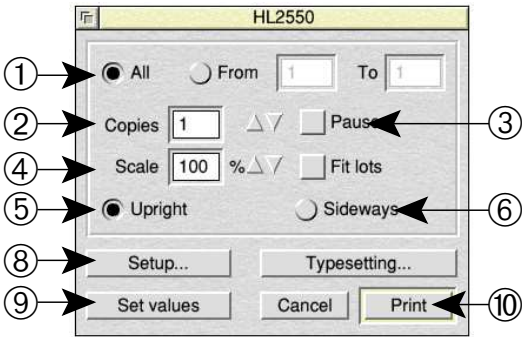 HL2550
① All From 1 To 1
② Copies 1 Pause ③
④ Scale 100 % Fit lots
⑤ Upright Sideways ⑥
⑧ Setup... Typesetting...
⑨ Set values Cancel Print ⑩